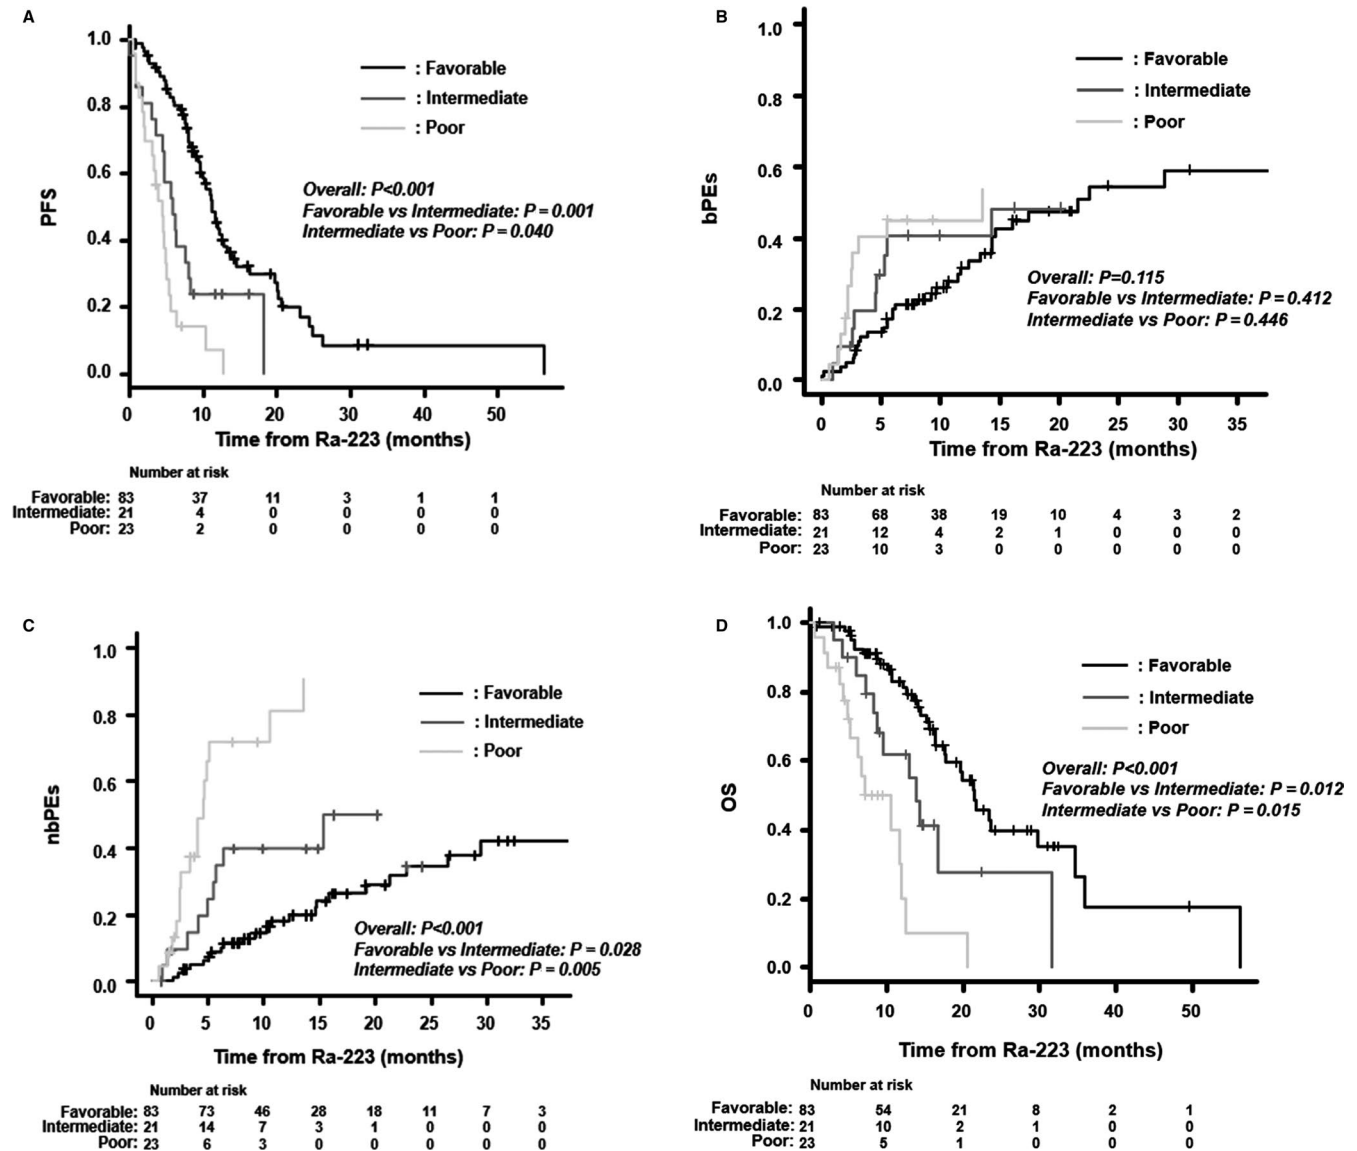 A
1.0
0.8
0.6
0.4
0.2
0.0
PFS
: Favorable
: Intermediate
: Poor
Overall: P<0.001
Favorable vs Intermediate: P = 0.001
Intermediate vs Poor: P = 0.040
0 10 20 30 40 50
Time from Ra-223 (months)
Number at risk
Favorable: 83 37 11 3 1 1
Intermediate: 21 4 0 0 0 0
Poor: 23 2 0 0 0 0
B
1.0
0.8
0.6
0.4
0.2
0.0
bPEs
: Favorable
: Intermediate
: Poor
Overall: P=0.115
Favorable vs Intermediate: P = 0.412
Intermediate vs Poor: P = 0.446
0 5 10 15 20 25 30 35
Time from Ra-223 (months)
Number at risk
Favorable: 83 68 38 19 10 4 3 2
Intermediate: 21 12 4 2 1 0 0 0
Poor: 23 10 3 0 0 0 0 0
C
1.0
0.8
0.6
0.4
0.2
0.0
nbPEs
: Favorable
: Intermediate
: Poor
Overall: P<0.001
Favorable vs Intermediate: P = 0.028
Intermediate vs Poor: P = 0.005
0 5 10 15 20 25 30 35
Time from Ra-223 (months)
Number at risk
Favorable: 83 73 46 28 18 11 7 3
Intermediate: 21 14 7 3 1 0 0 0
Poor: 23 6 3 0 0 0 0 0
D
1.0
0.8
0.6
0.4
0.2
0.0
OS
: Favorable
: Intermediate
: Poor
Overall: P<0.001
Favorable vs Intermediate: P = 0.012
Intermediate vs Poor: P = 0.015
0 10 20 30 40 50
Time from Ra-223 (months)
Number at risk
Favorable: 83 54 21 8 2 1
Intermediate: 21 10 2 1 0 0
Poor: 23 5 1 0 0 0